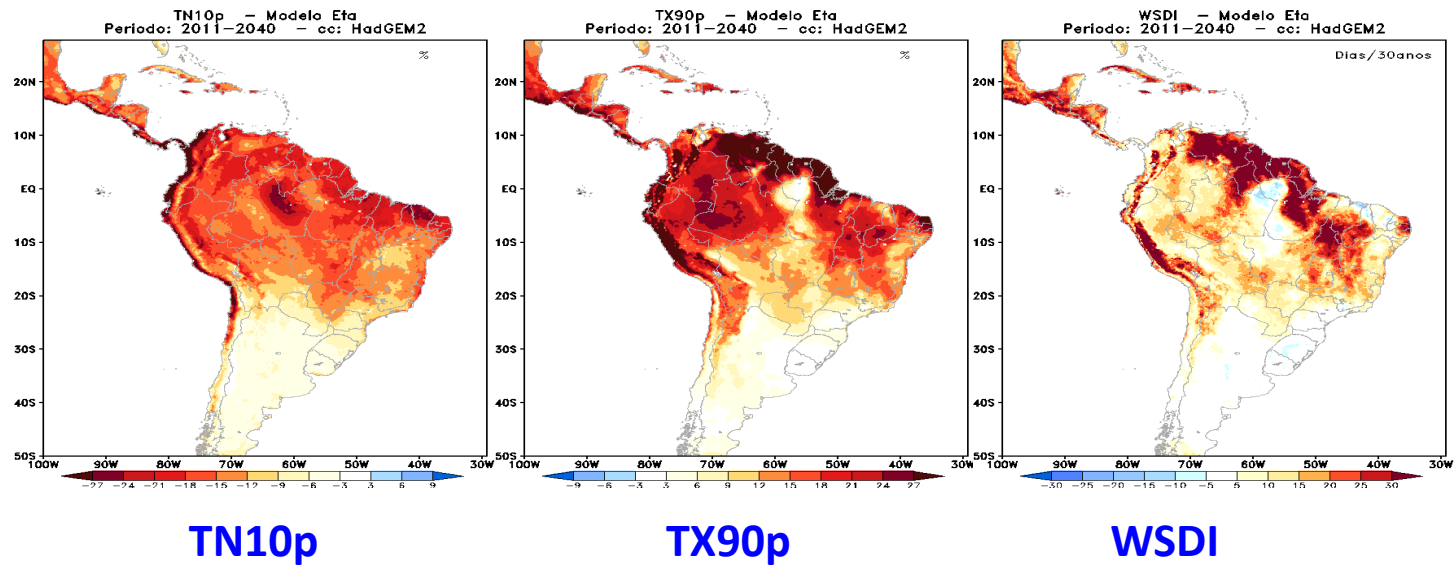 TN10p – Modelo Eta
Periodo: 2011–2040 – cc: HadGEM2
%
20N
10N
EQ
10S
20S
30S
40S
50S
100W 90W 80W 70W 60W 50W 40W 30W
-27 -24 -21 -18 -15 -12 -9 -6 -3 3 6 9
TN10p
TX90p – Modelo Eta
Periodo: 2011–2040 – cc: HadGEM2
%
20N
10N
EQ
10S
20S
30S
40S
50S
100W 90W 80W 70W 60W 50W 40W 30W
-9 -6 -3 3 6 9 12 15 18 21 24 27
TX90p
WSDI – Modelo Eta
Periodo: 2011–2040 – cc: HadGEM2
Dias/30anos
20N
10N
EQ
10S
20S
30S
40S
50S
100W 90W 80W 70W 60W 50W 40W 30W
-30 -25 -20 -15 -10 -5 5 10 15 20 25 30
WSDI